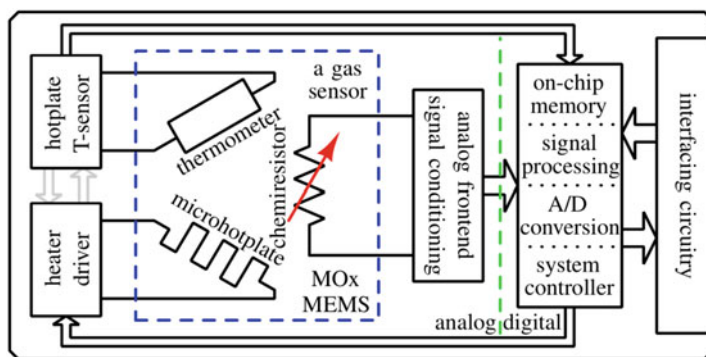 hotplate
T-sensor
thermometer
a gas
sensor
chemiresistor
microhotplate
heater
driver
MOx
MEMS
analog frontend
signal conditioning
on-chip
memory
signal
processing
A/D
conversion
system
controller
interfacing circuitry
analog digital